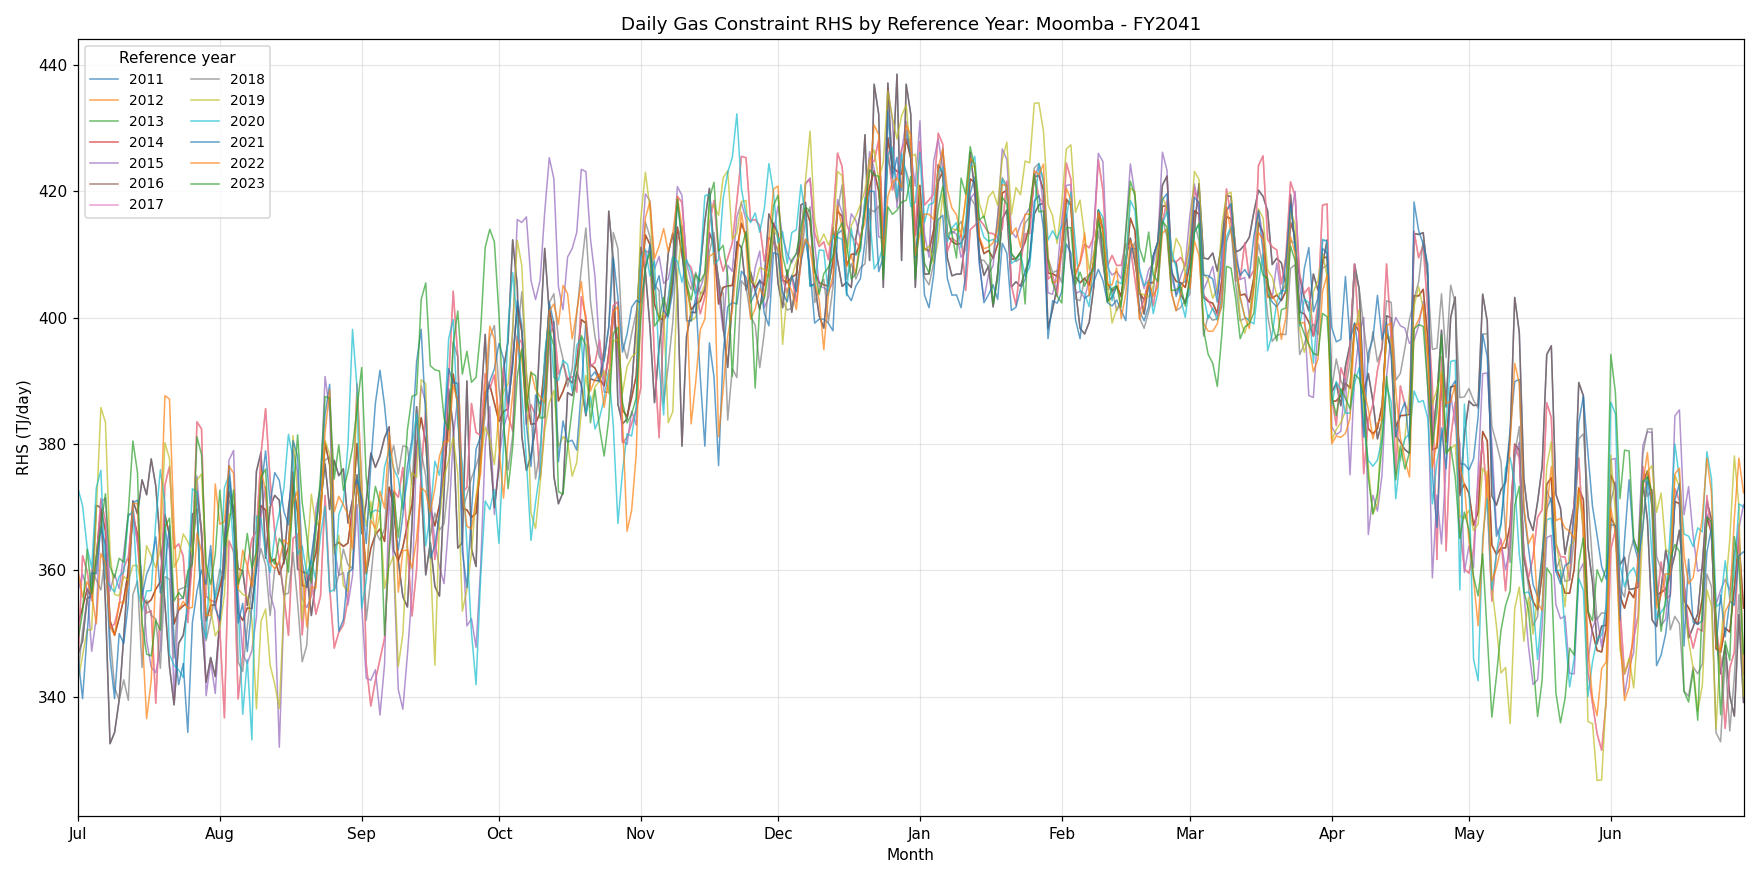 Daily Gas Constraint RHS by Reference Year: Moomba - FY2041
Reference year
2011
2012
2013
2014
2015
2016
2017
2018
2019
2020
2021
2022
2023
RHS (TJ/day)
440
420
400
380
360
340
Jul
Aug
Sep
Oct
Nov
Dec
Jan
Feb
Mar
Apr
May
Jun
Month